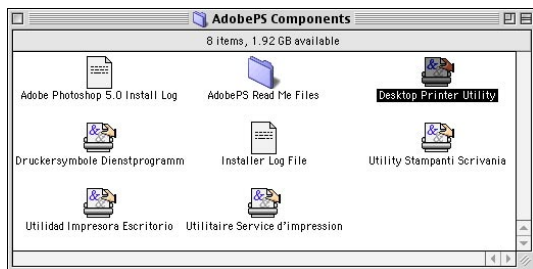 AdobePS Components
8 items, 1.92 GB available
Adobe Photoshop 5.0 Install Log
AdobePS Read Me Files
Desktop Printer Utility
Druckersymbole Dienstprogramm
Installer Log File
Utility Stampanti Scrivania
Utilidad Impresora Escritorio
Utilitaire Service d'impression